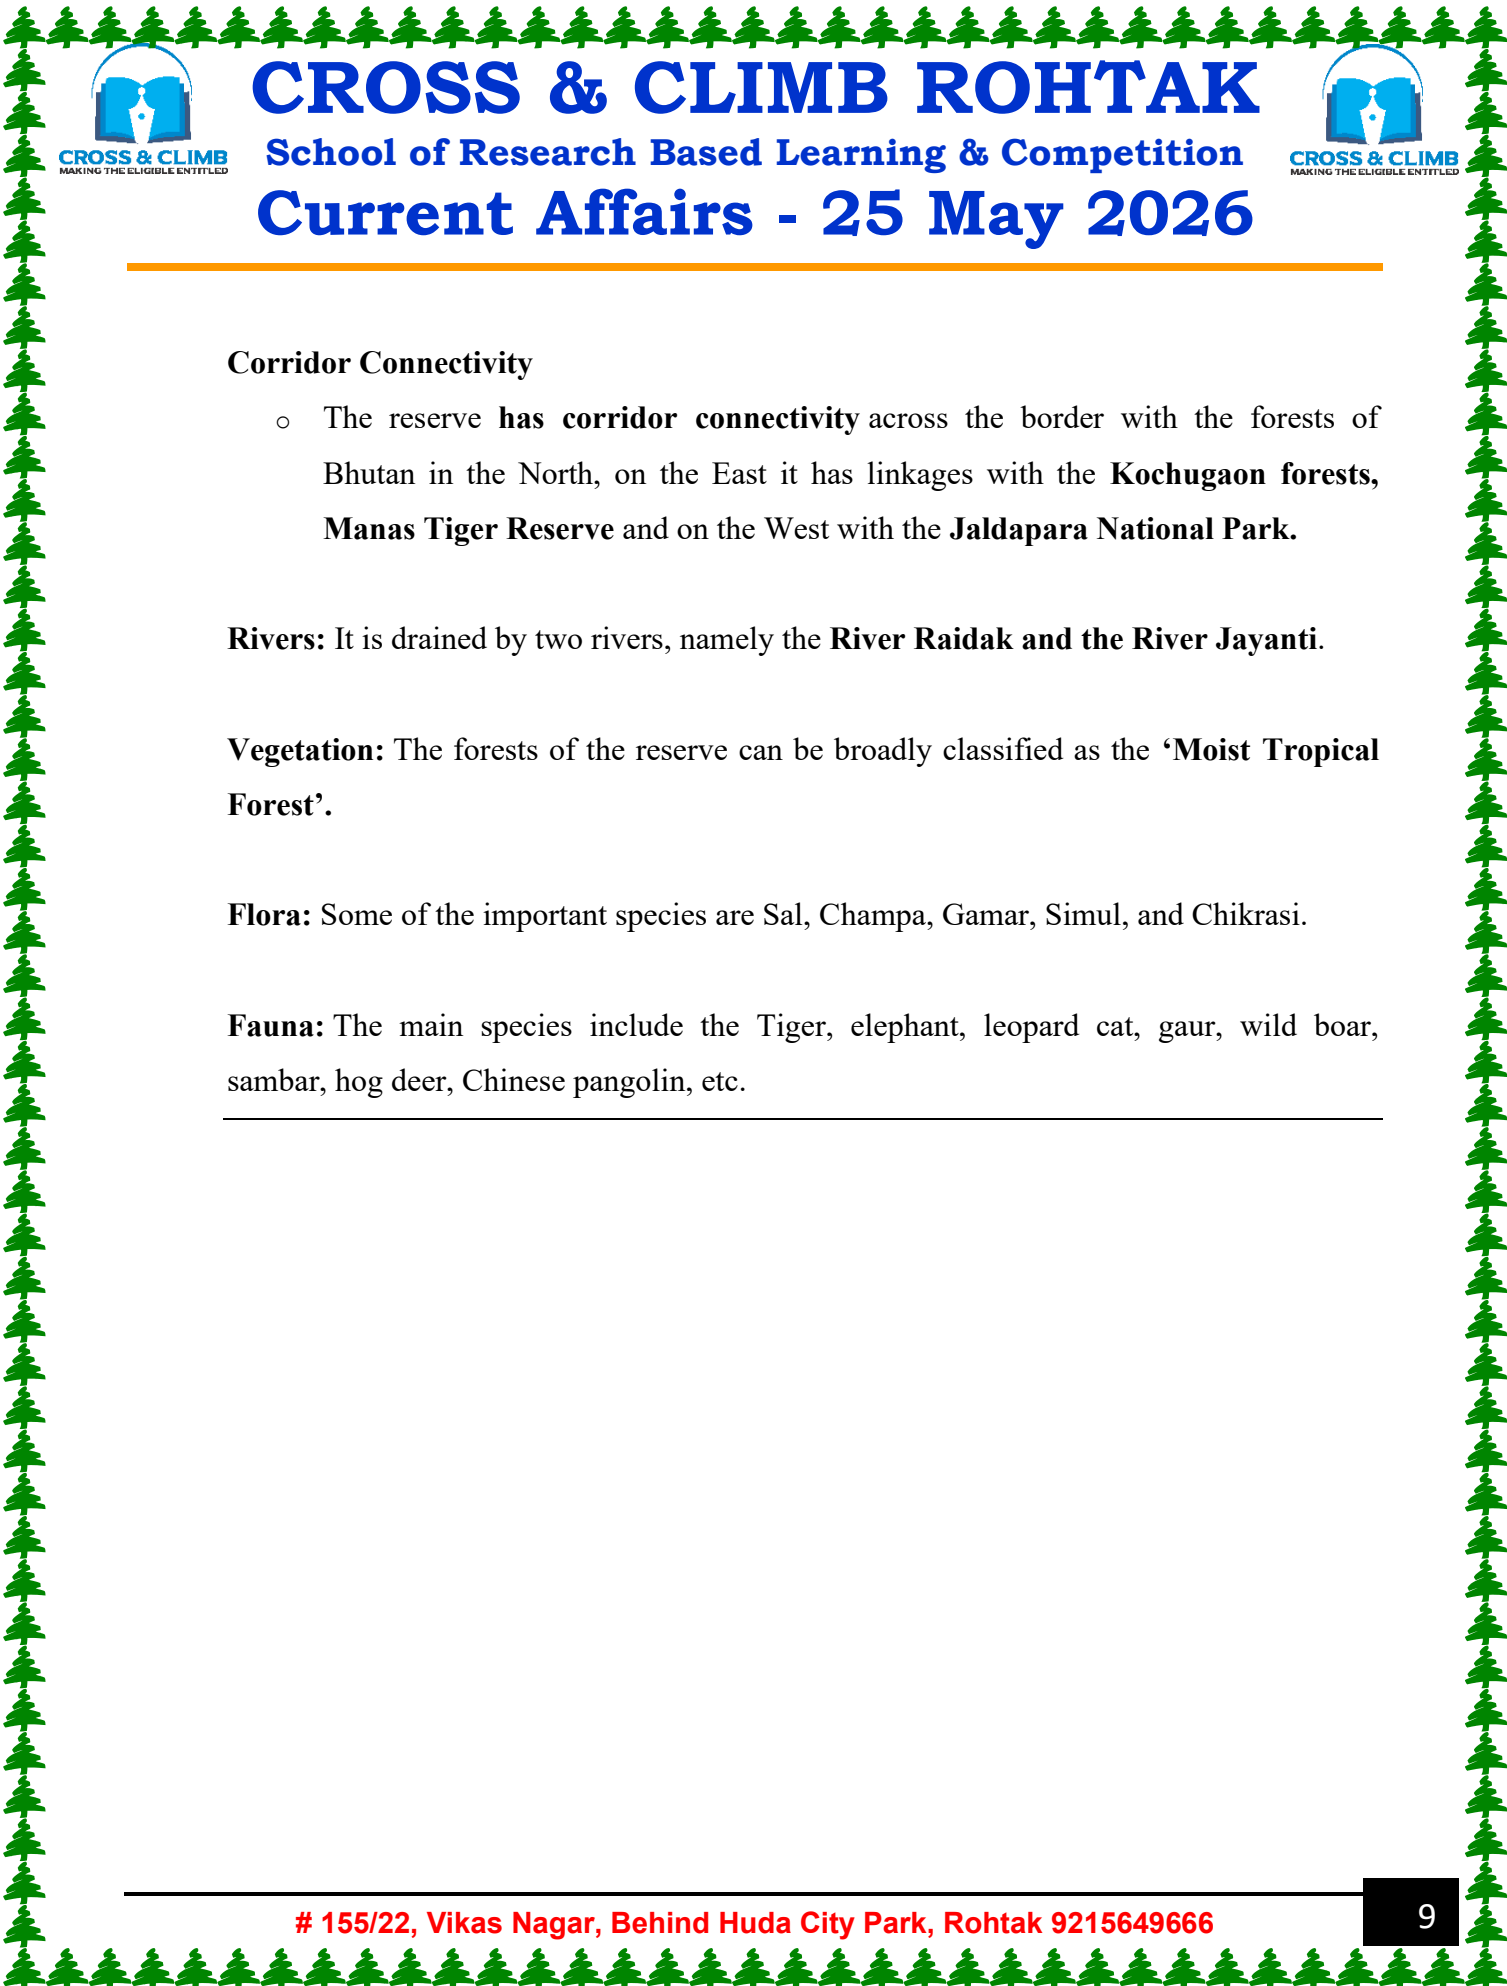 CROSS & CLIMB ROHTAK
School of Research Based Learning & Competition
Current Affairs - 25 May 2026
CROSS & CLIMB
MAKING THE ELIGIBLE ENTITLED
CROSS & CLIMB
MAKING THE ELIGIBLE ENTITLED
Corridor Connectivity
o The reserve has corridor connectivity across the border with the forests of
Bhutan in the North, on the East it has linkages with the Kochugaon forests,
Manas Tiger Reserve and on the West with the Jaldapara National Park.
Rivers: It is drained by two rivers, namely the River Raidak and the River Jayanti.
Vegetation: The forests of the reserve can be broadly classified as the ‘Moist Tropical
Forest’.
Flora: Some of the important species are Sal, Champa, Gamar, Simul, and Chikrasi.
Fauna: The main species include the Tiger, elephant, leopard cat, gaur, wild boar,
sambar, hog deer, Chinese pangolin, etc.
# 155/22, Vikas Nagar, Behind Huda City Park, Rohtak 9215649666
9